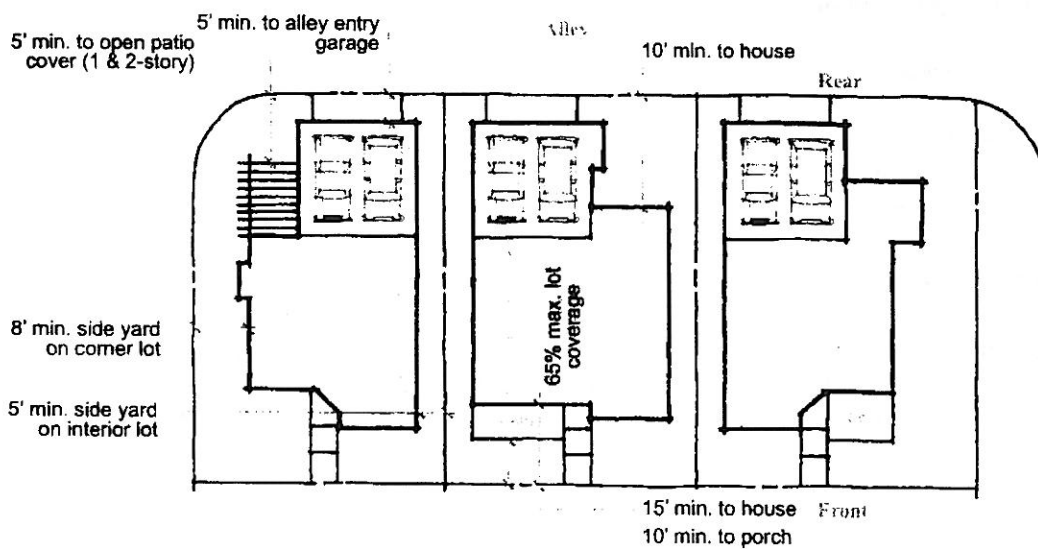 5' min. to alley entry
garage
Alley
5' min. to open patio
cover (1 & 2-story)
10' min. to house
Rear
65% max. lot
coverage
8' min. side yard
on corner lot
5' min. side yard
on interior lot
15' min. to house
Front
10' min. to porch